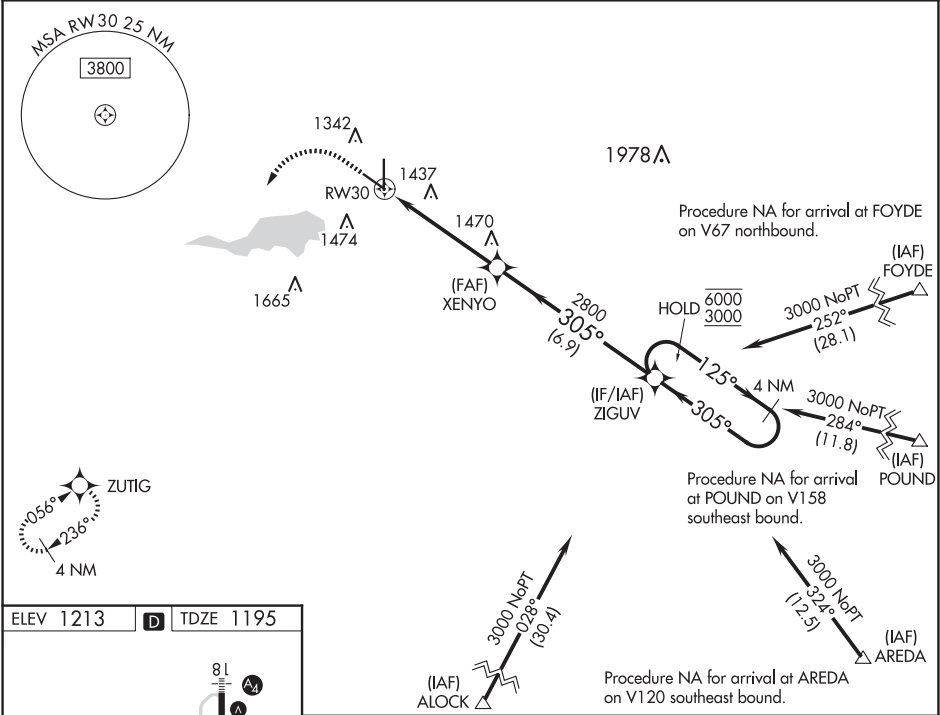 MSA RW30 25 NM
3800
1342
1437
RW30
1474
1470
1665
1978
(FAF)
XENYO
2800
305°
(6.9)
HOLD
6000
3000
125°
4 NM
305°
(IF/IAF)
ZIGUV
Procedure NA for arrival at FOYDE
on V67 northbound.
(IAF)
FOYDE
3000 NoPT
252°
(28.1)
3000 NoPT
284°
(11.8)
(IAF)
POUND
Procedure NA for arrival
at POUND on V158
southeast bound.
ZUTIG
056°
236°
4 NM
3000 NoPT
028°
(30.4)
(IAF)
ALOCK
3000 NoPT
324°
(12.5)
(IAF)
AREDA
Procedure NA for arrival at AREDA
on V120 southeast bound.
ELEV 1213
D
TDZE 1195
18
A4